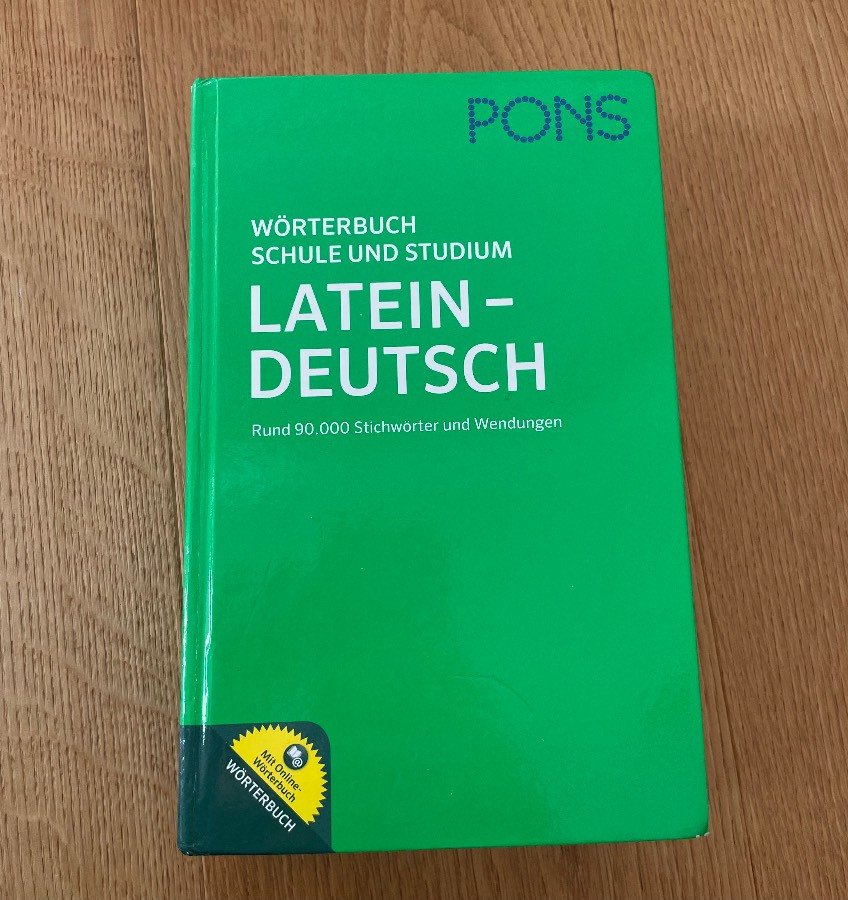 PONS
WÖRTERBUCH
SCHULE UND STUDIUM
LATEIN –
DEUTSCH
Rund 90.000 Stichwörter und Wendungen
Mit Online-
Wörterbuch
WÖRTERBUCH